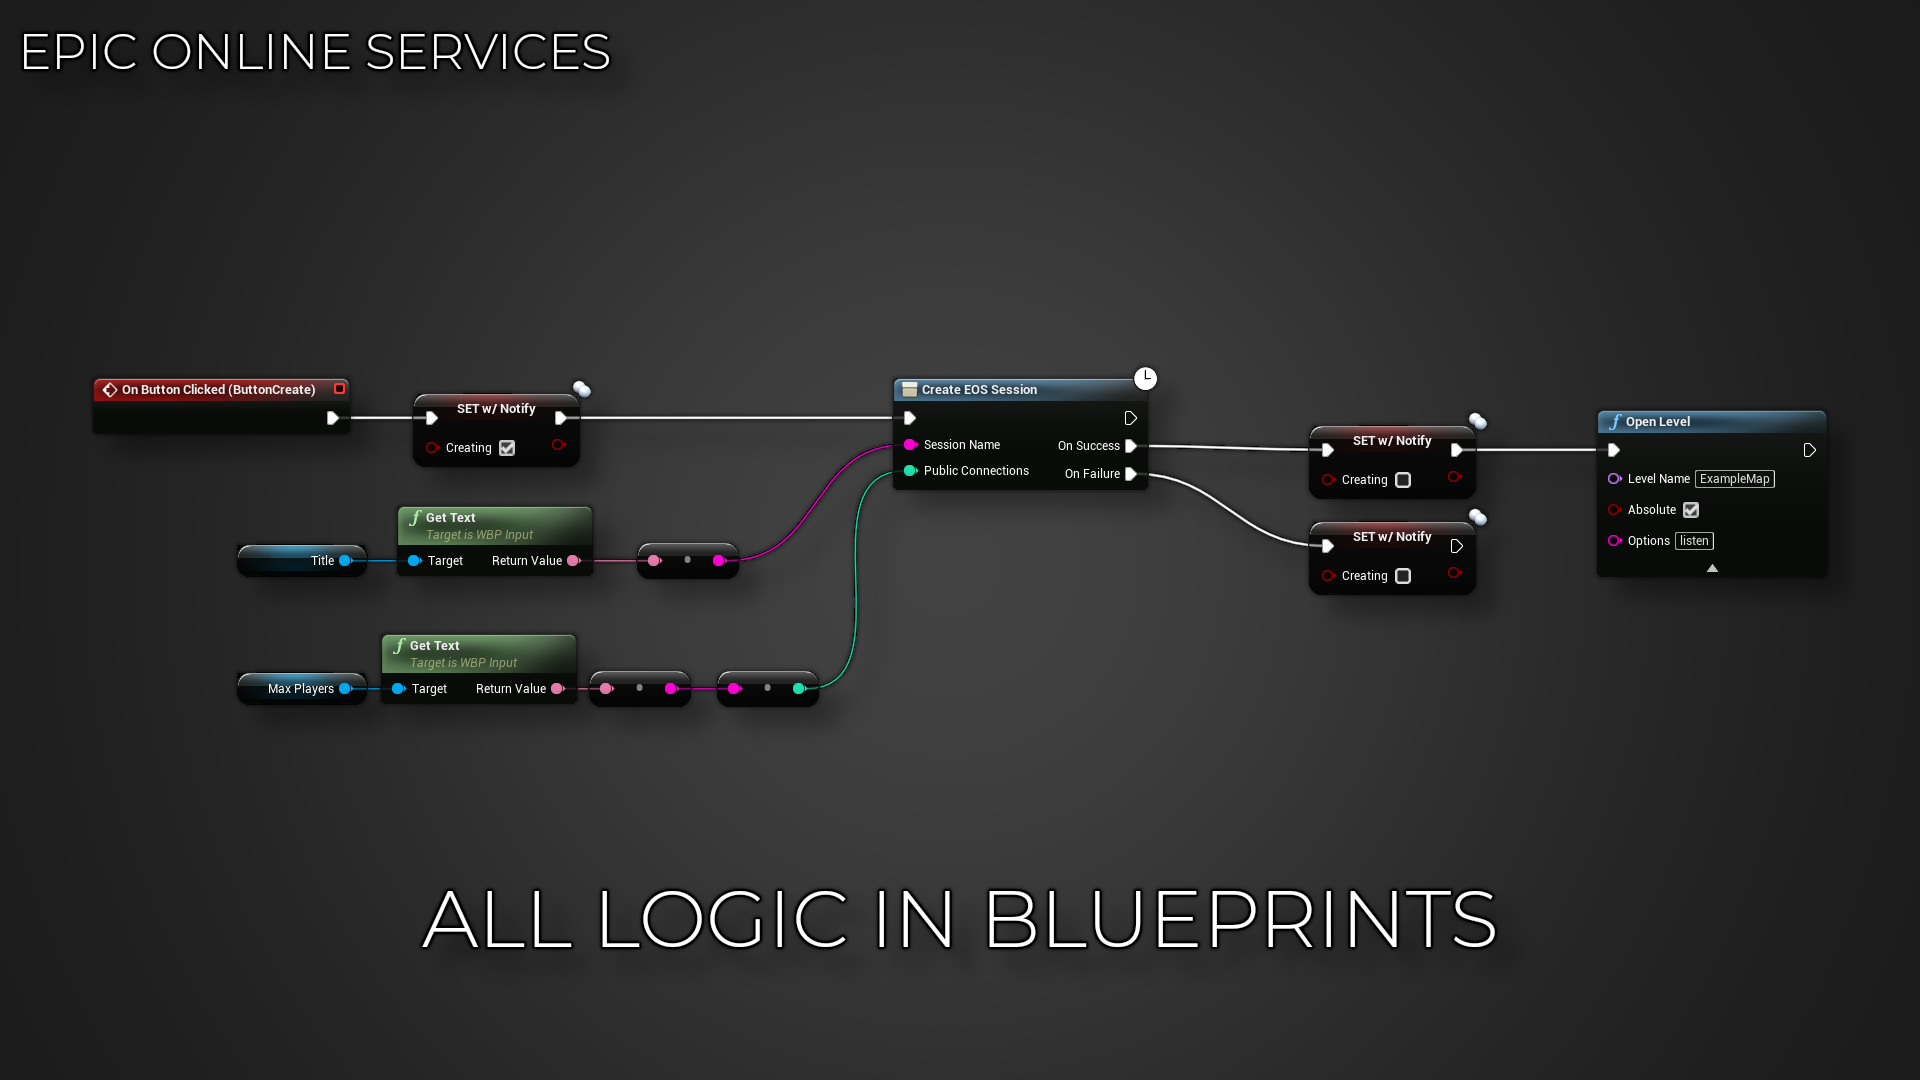 EPIC ONLINE SERVICES
On Button Clicked (ButtonCreate)
SET w/ Notify
Creating
Get Text
Target is WBP Input
Title
Target
Return Value
Get Text
Target is WBP Input
Max Players
Target
Return Value
Create EOS Session
Session Name
On Success
Public Connections
On Failure
SET w/ Notify
Creating
SET w/ Notify
Creating
Open Level
Level Name ExampleMap
Absolute
Options listen
ALL LOGIC IN BLUEPRINTS